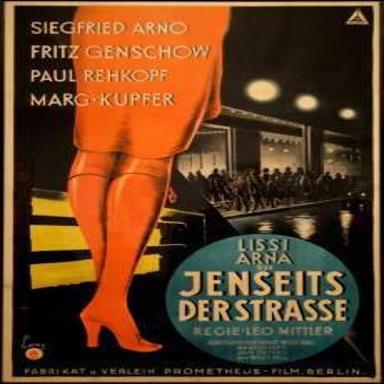 SIEGFRIED ARNO
FRITZ GENSCHOW
PAUL REHKOPF
MARG·KUPFER
LISSI
ARNA
JENSEITS
DER STRASSE
REGIE·LEO MITTLER
FABRIKAT u VERLEIH PROMETHEUS-FILM, BERLIN.